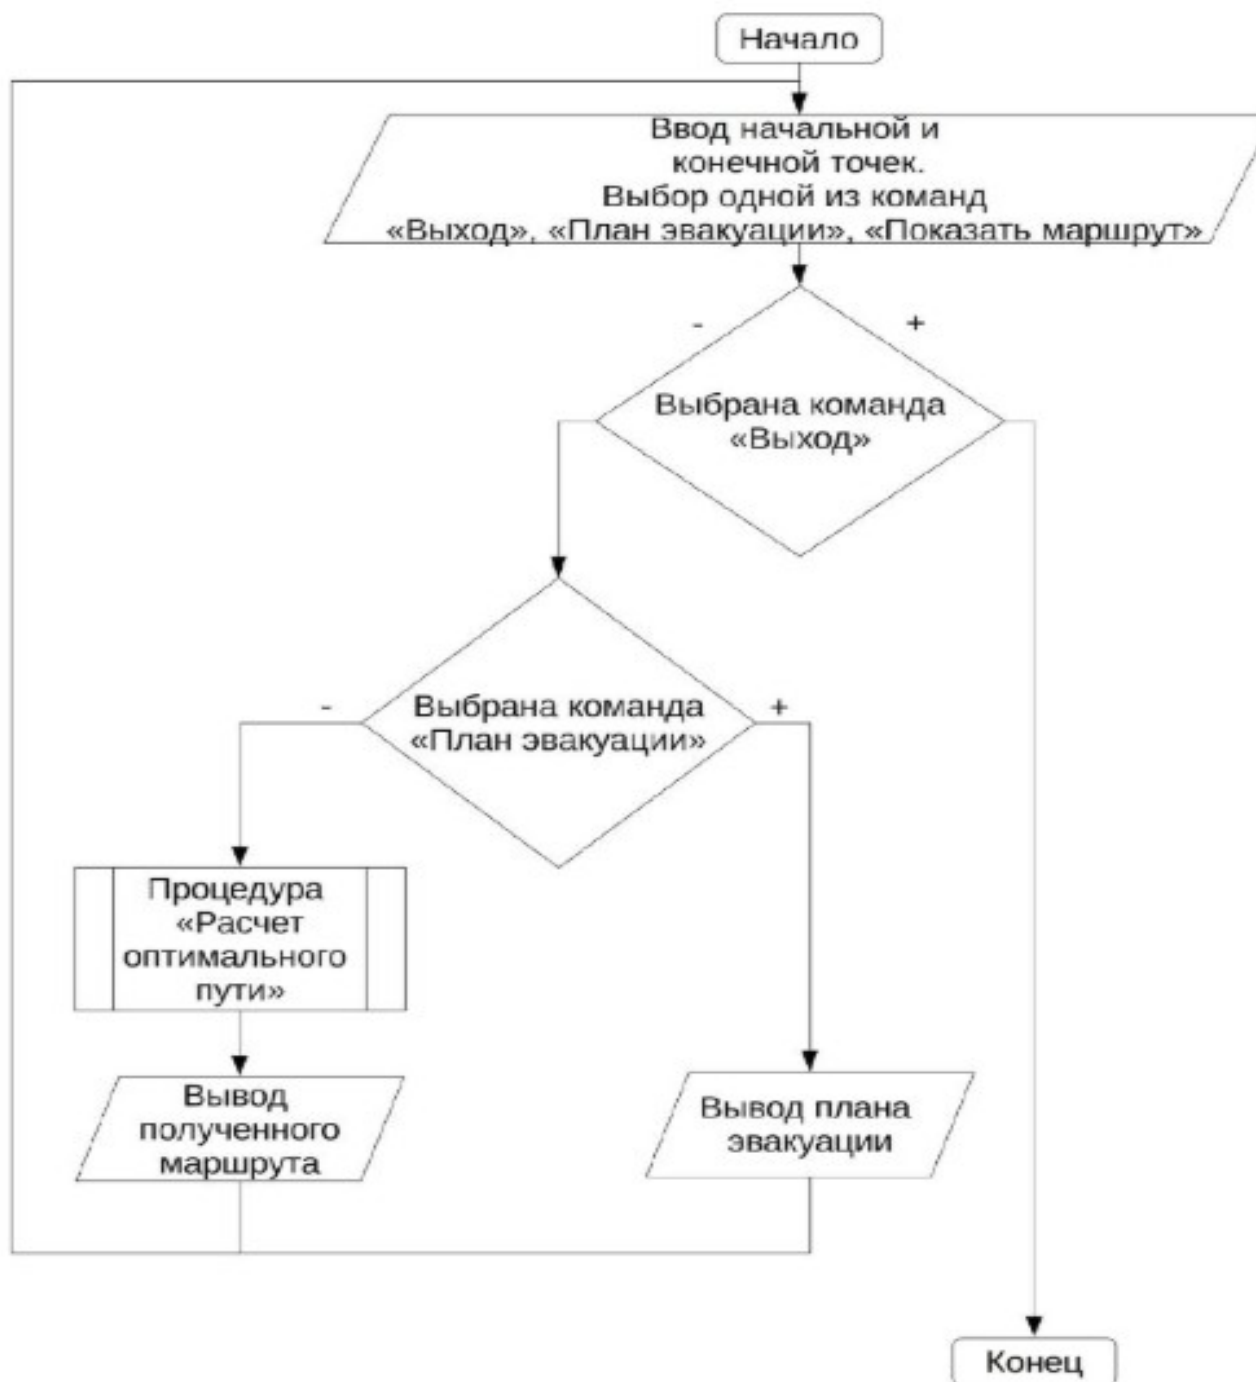 Начало
Ввод начальной и
конечной точек.
Выбор одной из команд
«Выход», «План эвакуации», «Показать маршрут»
- +
Выбрана команда
«Выход»
- +
Выбрана команда
«План эвакуации»
Процедура
«Расчет
оптимального
пути»
Вывод
полученного
маршрута
Вывод плана
эвакуации
Конец